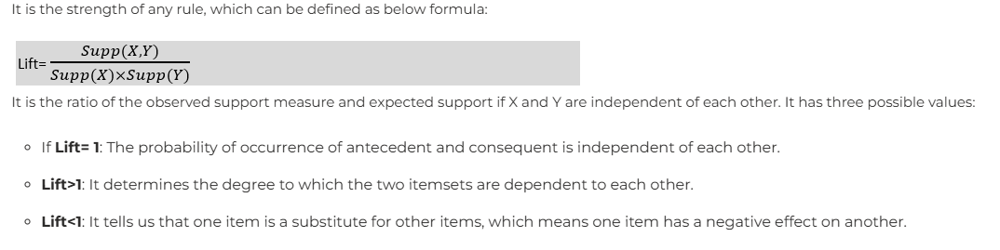 It is the strength of any rule, which can be defined as below formula:
Lift= Supp(X,Y) / Supp(X)×Supp(Y)
It is the ratio of the observed support measure and expected support if X and Y are independent of each other. It has three possible values:
◦ If Lift= 1: The probability of occurrence of antecedent and consequent is independent of each other.
◦ Lift>1: It determines the degree to which the two itemsets are dependent to each other.
◦ Lift<1: It tells us that one item is a substitute for other items, which means one item has a negative effect on another.